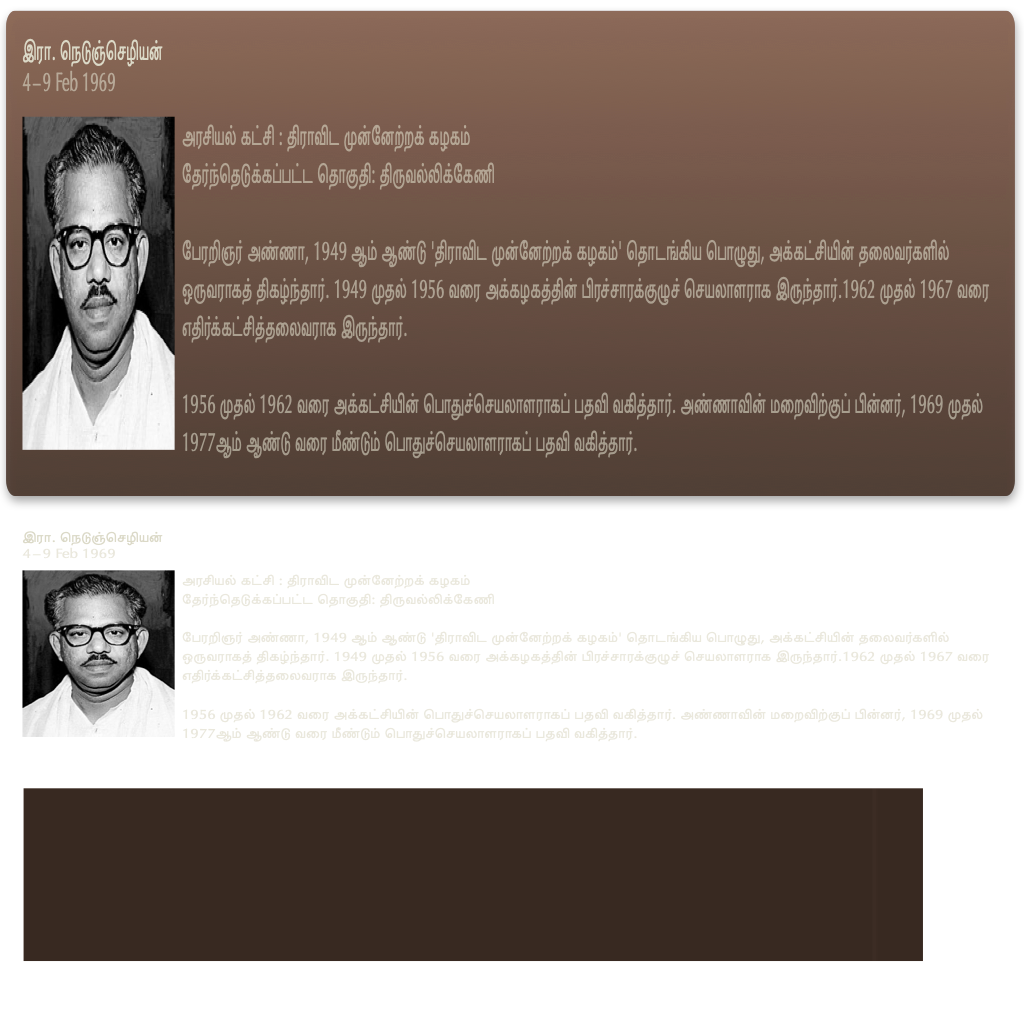 இரா. நெடுஞ்செழியன்
4–9 Feb 1969
அரசியல் கட்சி : திராவிட முன்னேற்றக் கழகம்
தேர்ந்தெடுக்கப்பட்ட தொகுதி: திருவல்லிக்கேணி
பேரறிஞர் அண்ணா, 1949 ஆம் ஆண்டு 'திராவிட முன்னேற்றக் கழகம்' தொடங்கிய பொழுது, அக்கட்சியின் தலைவர்களில்
ஒருவராகத் திகழ்ந்தார். 1949 முதல் 1956 வரை அக்கழகத்தின் பிரச்சாரக்குழுச் செயலாளராக இருந்தார்.1962 முதல் 1967 வரை
எதிர்க்கட்சித்தலைவராக இருந்தார்.
1956 முதல் 1962 வரை அக்கட்சியின் பொதுச்செயலாளராகப் பதவி வகித்தார். அண்ணாவின் மறைவிற்குப் பின்னர், 1969 முதல்
1977ஆம் ஆண்டு வரை மீண்டும் பொதுச்செயலாளராகப் பதவி வகித்தார்.
இரா. நெடுஞ்செழியன்
4–9 Feb 1969
அரசியல் கட்சி : திராவிட முன்னேற்றக் கழகம்
தேர்ந்தெடுக்கப்பட்ட தொகுதி: திருவல்லிக்கேணி
பேரறிஞர் அண்ணா, 1949 ஆம் ஆண்டு 'திராவிட முன்னேற்றக் கழகம்' தொடங்கிய பொழுது, அக்கட்சியின் தலைவர்களில்
ஒருவராகத் திகழ்ந்தார். 1949 முதல் 1956 வரை அக்கழகத்தின் பிரச்சாரக்குழுச் செயலாளராக இருந்தார்.1962 முதல் 1967 வரை
எதிர்க்கட்சித்தலைவராக இருந்தார்.
1956 முதல் 1962 வரை அக்கட்சியின் பொதுச்செயலாளராகப் பதவி வகித்தார். அண்ணாவின் மறைவிற்குப் பின்னர், 1969 முதல்
1977ஆம் ஆண்டு வரை மீண்டும் பொதுச்செயலாளராகப் பதவி வகித்தார்.